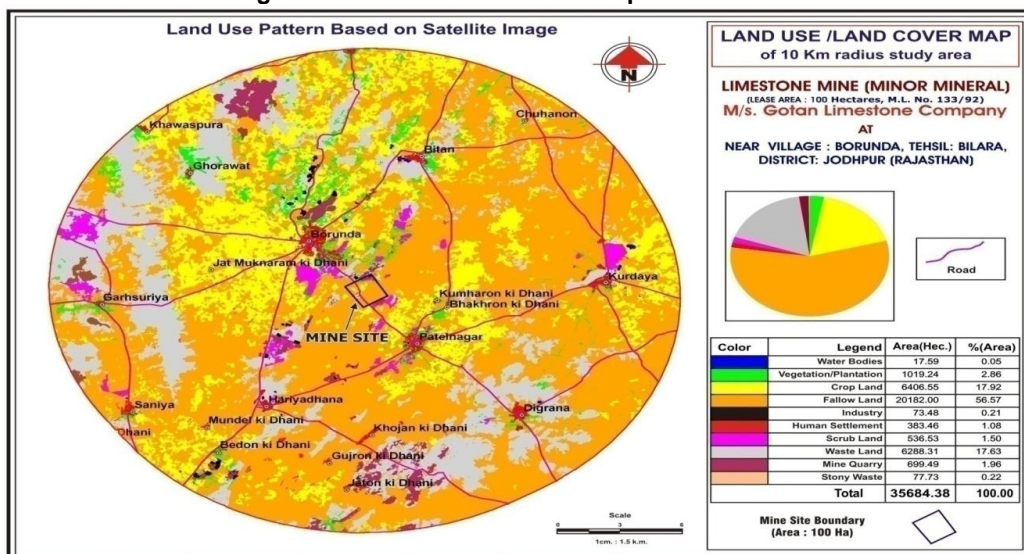 Land Use Pattern Based on Satellite Image
N
Khawaspura
Chuhanon
Ghorawat
Bitan
Borunda
Jat Muknaram ki Dhani
Kurdaya
Garhsuriya
Kumharon ki Dhani
Bhakhron ki Dhani
MINE SITE
Patelnagar
Saniya
Hariyadhana
Digrana
Dhani
Mundel ki Dhani
Khojan ki Dhani
Bedon ki Dhani
Gujron ki Dhani
Jaton ki Dhani
Scale
0 3 6
1cm. : 1.5 k.m.
LAND USE /LAND COVER MAP
of 10 Km radius study area
LIMESTONE MINE (MINOR MINERAL)
(LEASE AREA : 100 Hectares, M.L. No. 133/92)
M/s. Gotan Limestone Company
AT
NEAR VILLAGE : BORUNDA, TEHSIL: BILARA,
DISTRICT: JODHPUR (RAJASTHAN)
Road
Color Legend Area(Hec.) %(Area)
Water Bodies 17.59 0.05
Vegetation/Plantation 1019.24 2.86
Crop Land 6406.55 17.92
Fallow Land 20182.00 56.57
Industry 73.48 0.21
Human Settlement 383.46 1.08
Scrub Land 536.53 1.50
Waste Land 6288.31 17.63
Mine Quarry 699.49 1.96
Stony Waste 77.73 0.22
Total 35684.38 100.00
Mine Site Boundary
(Area : 100 Ha)